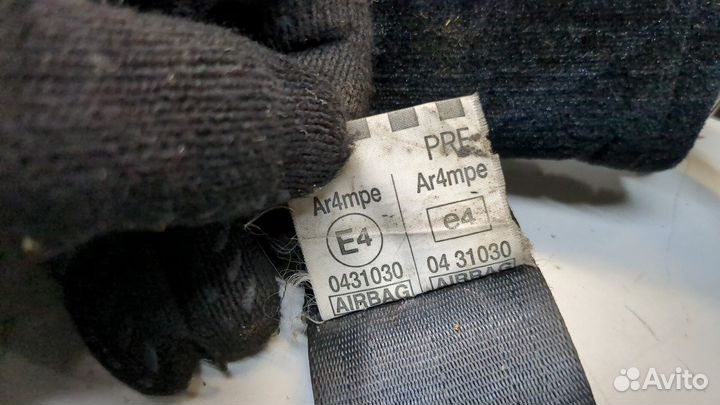 PRE
Ar4mpe Ar4mpe
E4 e4
0431030 04 31030
AIRBAG AIRBAG
Avito